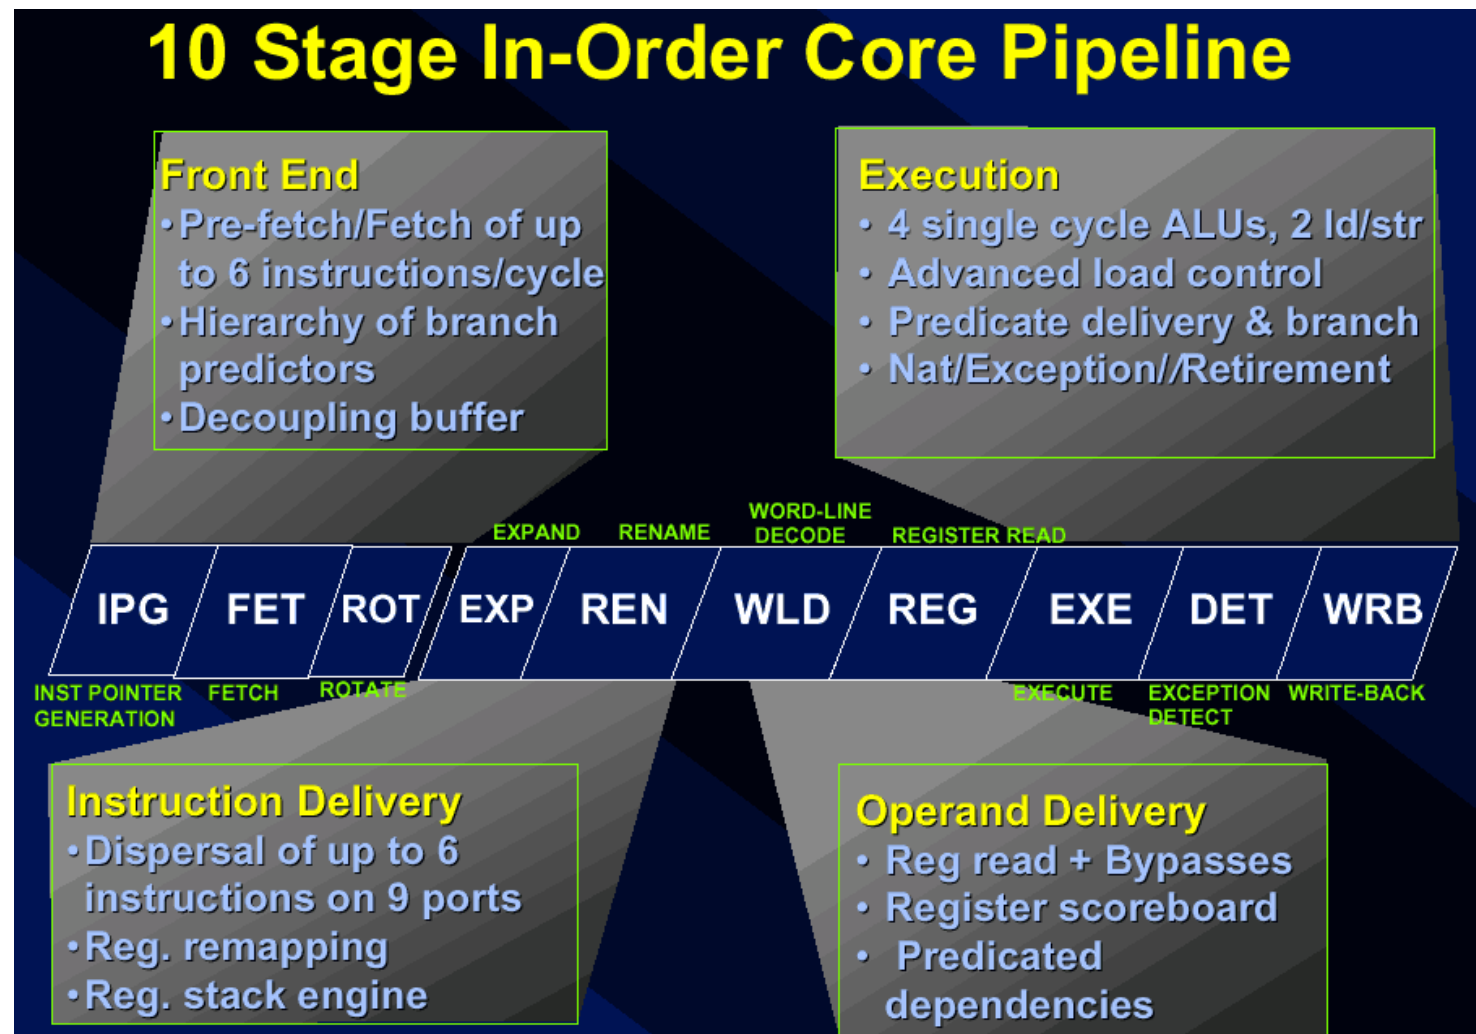 10 Stage In-Order Core Pipeline
Front End
•Pre-fetch/Fetch of up
to 6 instructions/cycle
•Hierarchy of branch
predictors
•Decoupling buffer
Execution
• 4 single cycle ALUs, 2 ld/str
• Advanced load control
• Predicate delivery & branch
• Nat/Exception//Retirement
EXPAND
RENAME
WORD-LINE
DECODE
REGISTER READ
IPG
FET
ROT
EXP
REN
WLD
REG
EXE
DET
WRB
INST POINTER
GENERATION
FETCH
ROTATE
EXECUTE
EXCEPTION
DETECT
WRITE-BACK
Instruction Delivery
•Dispersal of up to 6
instructions on 9 ports
•Reg. remapping
•Reg. stack engine
Operand Delivery
• Reg read + Bypasses
• Register scoreboard
• Predicated
dependencies